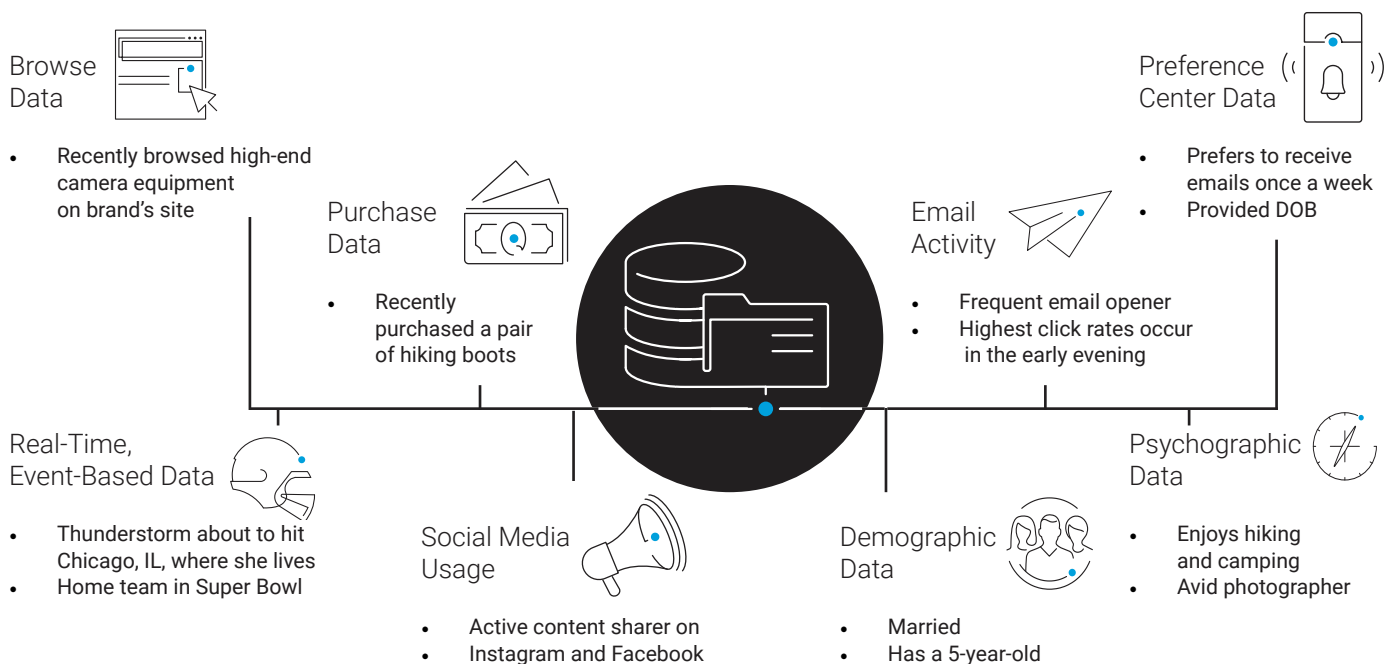 Browse
Data
• Recently browsed high-end
camera equipment
on brand's site
Purchase
Data
• Recently
purchased a pair
of hiking boots
Email
Activity
• Frequent email opener
• Highest click rates occur
in the early evening
Preference
Center Data
• Prefers to receive
emails once a week
• Provided DOB
Real-Time,
Event-Based Data
• Thunderstorm about to hit
Chicago, IL, where she lives
• Home team in Super Bowl
Social Media
Usage
• Active content sharer on
• Instagram and Facebook
Demographic
Data
• Married
• Has a 5-year-old
Psychographic
Data
• Enjoys hiking
and camping
• Avid photographer